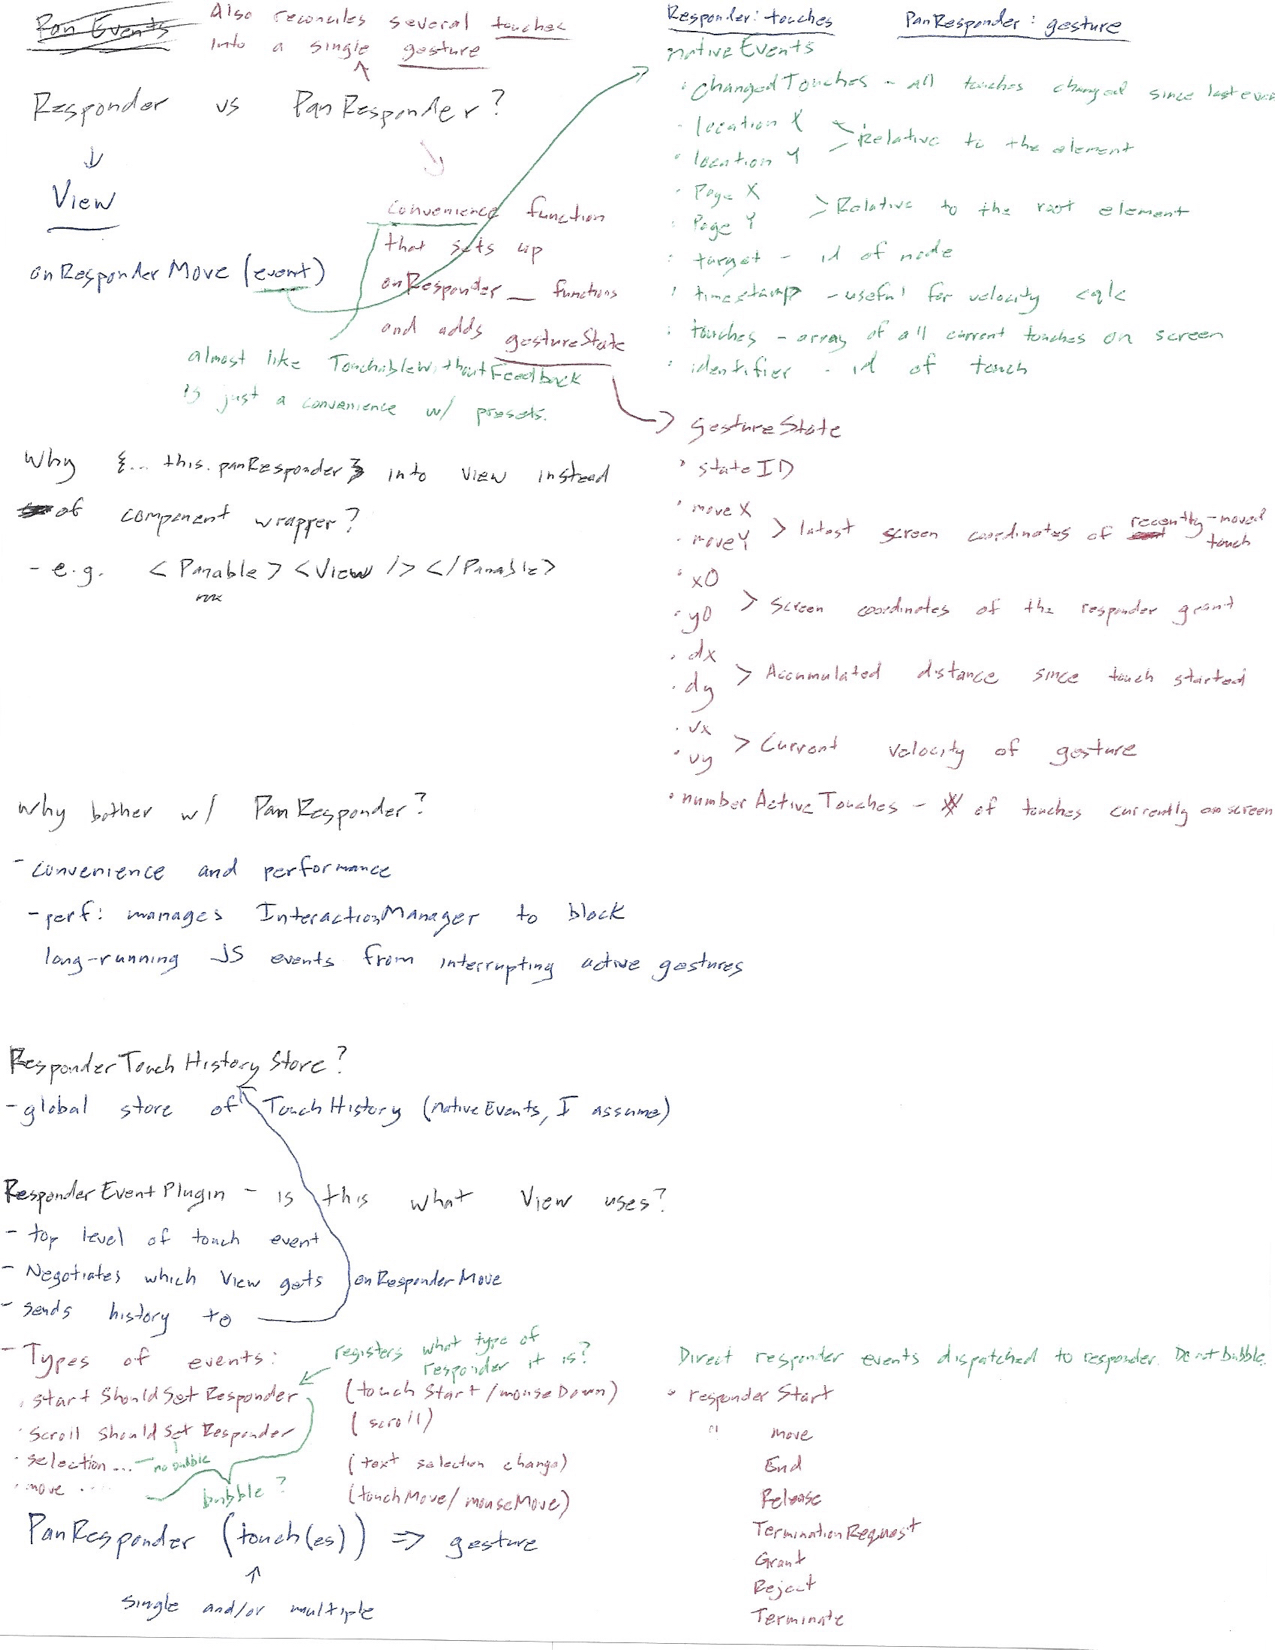 Pan Events
Also reconciles several touches
into a single gesture
Responder vs PanResponder?
View
onResponderMove (event)
convenience function
that sets up
onResponder __ functions
and adds gestureState
almost like TouchableWithoutFeedback
is just a convenience w/ presets.
Why {... this.panResponder} into view instead
of component wrapper?
- e.g. <Panable><View /></Panable>
Responder: touches
PanResponder: gesture
nativeEvents
· changedTouches - all touches changed since last event
· location X
· location Y > Relative to the element
· Page X
· Page Y > Relative to the root element
· target - id of node
· timestamp - useful for velocity calc
· touches - array of all current touches on screen
· identifier - id of touch
gestureState
· stateID
· moveX
· moveY > latest screen coordinates of recently-moved touch
· x0
· y0 > Screen coordinates of the responder grant
· dx
· dy > Accumulated distance since touch started
· vx
· vy > Current velocity of gesture
· numberActiveTouches - # of touches currently on screen
Why bother w/ PanResponder?
- convenience and performance
- perf: manages InteractionManager to block
long-running JS events from interrupting active gestures
ResponderTouchHistoryStore?
- global store of TouchHistory (nativeEvents, I assume)
ResponderEventPlugin - is this what View uses?
- top level of touch event
- Negotiates which View gets onResponderMove
- sends history to
- Types of events:
registers what type of
responder it is?
· startShouldSetResponder (touchStart/mouseDown)
· scrollShouldSetResponder (scroll)
· selection ... - no bubble (text selection change)
· move .... (touchMove/mouseMove)
bubble?
PanResponder (touch(es)) => gesture
single and/or multiple
Direct responder events dispatched to responder. Do not bubble.
· responder Start
" Move
End
Release
TerminationRequest
Grant
Reject
Terminate